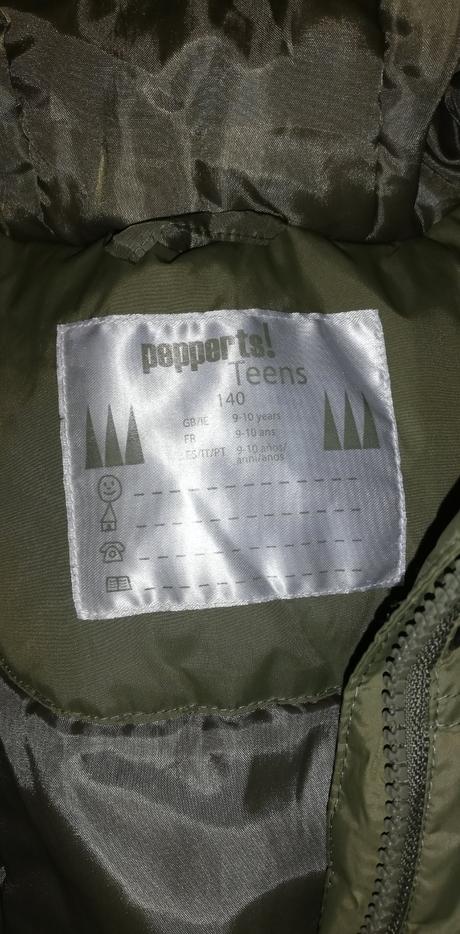 pepperts!
Teens
140
GB/IE 9-10 years
FR 9-10 ans
ES/IT/PT 9-10 años/
anni/anos